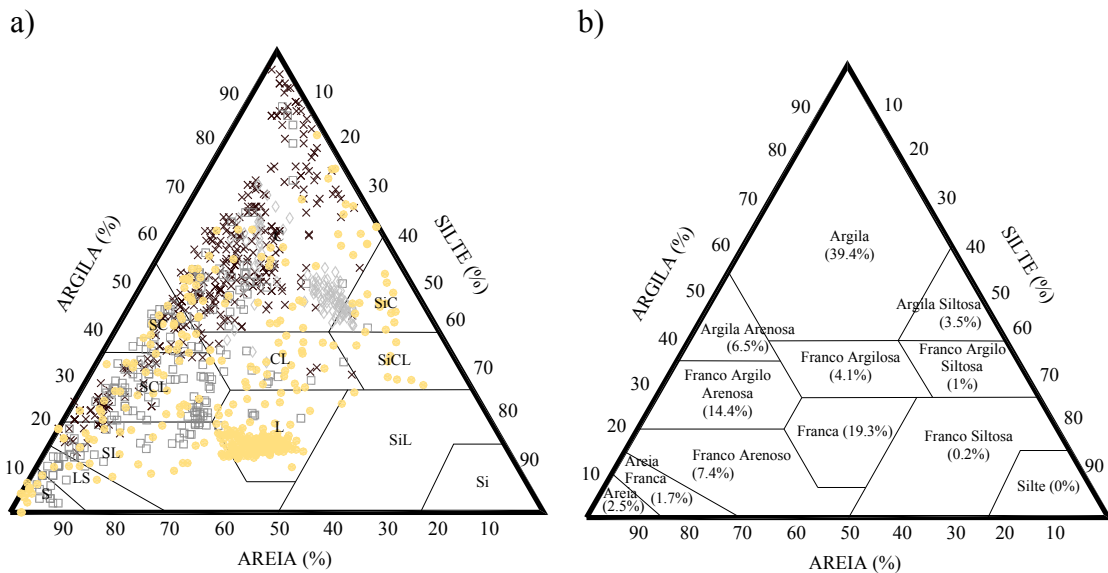 a)
90
80
70
60
50
40
30
20
10
ARGILA (%)
10
20
30
40
50
60
70
80
90
SILTE (%)
SiC
SC
CL
SiCL
SCL
L
SL
SiL
LS
S
Si
90
80
70
60
50
40
30
20
10
AREIA (%)
b)
90
80
70
60
50
40
30
20
10
ARGILA (%)
10
20
30
40
50
60
70
80
90
SILTE (%)
Argila
(39.4%)
Argila Siltosa
(3.5%)
Argila Arenosa
(6.5%)
Franco Argilosa
(4.1%)
Franco Argilo
Siltosa
(1%)
Franco Argilo
Arenosa
(14.4%)
Franca (19.3%)
Franco Siltosa
(0.2%)
Franco Arenoso
(7.4%)
Areia
Franca
(1.7%)
Areia
(2.5%)
Silte (0%)
90
80
70
60
50
40
30
20
10
AREIA (%)